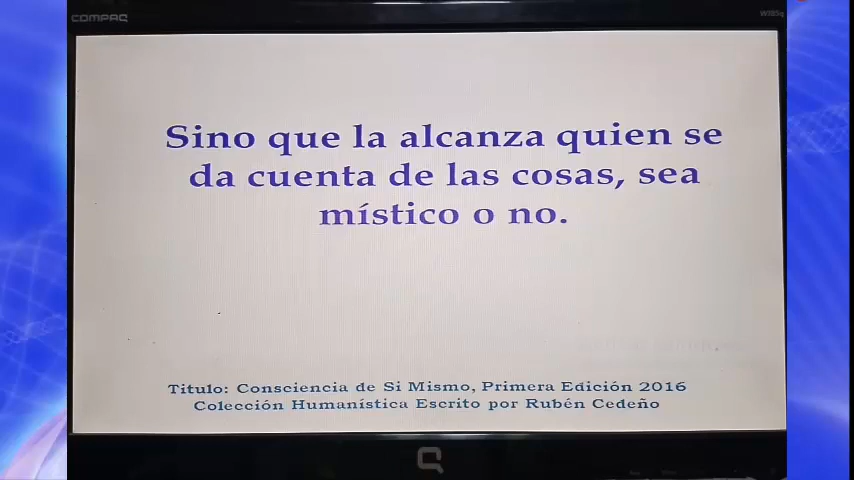 COMPAQ
W185q
Sino que la alcanza quien se
da cuenta de las cosas, sea
místico o no.
Titulo: Consciencia de Si Mismo, Primera Edición 2016
Colección Humanística Escrito por Rubén Cedeño